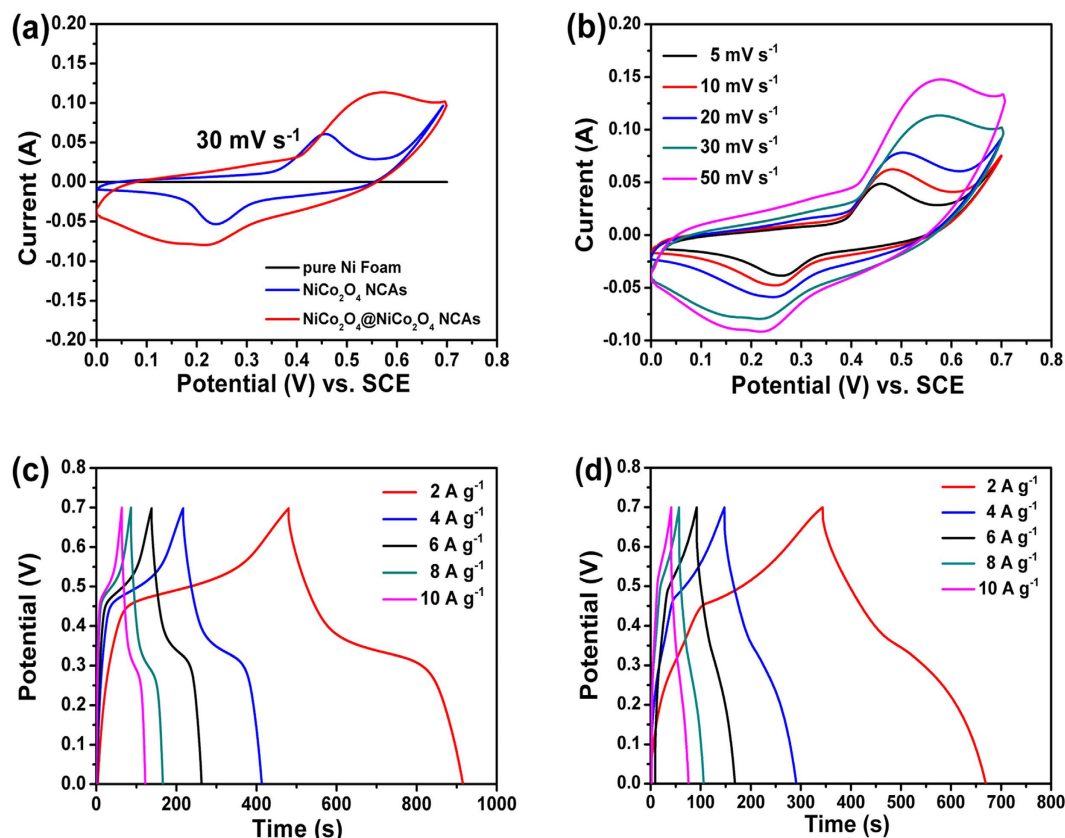 (a)
0.20
0.15
0.10
0.05
0.00
-0.05
-0.10
-0.15
-0.20
Current (A)
30 mV s⁻¹
pure Ni Foam
NiCo₂O₄ NCAs
NiCo₂O₄@NiCo₂O₄ NCAs
0.0 0.1 0.2 0.3 0.4 0.5 0.6 0.7 0.8
Potential (V) vs. SCE
(b)
0.20
0.15
0.10
0.05
0.00
-0.05
-0.10
Current (A)
5 mV s⁻¹
10 mV s⁻¹
20 mV s⁻¹
30 mV s⁻¹
50 mV s⁻¹
0.0 0.1 0.2 0.3 0.4 0.5 0.6 0.7 0.8
Potential (V) vs. SCE
(c)
0.8
0.7
0.6
0.5
0.4
0.3
0.2
0.1
0.0
Potential (V)
2 A g⁻¹
4 A g⁻¹
6 A g⁻¹
8 A g⁻¹
10 A g⁻¹
0 200 400 600 800 1000
Time (s)
(d)
0.8
0.7
0.6
0.5
0.4
0.3
0.2
0.1
0.0
Potential (V)
2 A g⁻¹
4 A g⁻¹
6 A g⁻¹
8 A g⁻¹
10 A g⁻¹
0 100 200 300 400 500 600 700 800
Time (s)